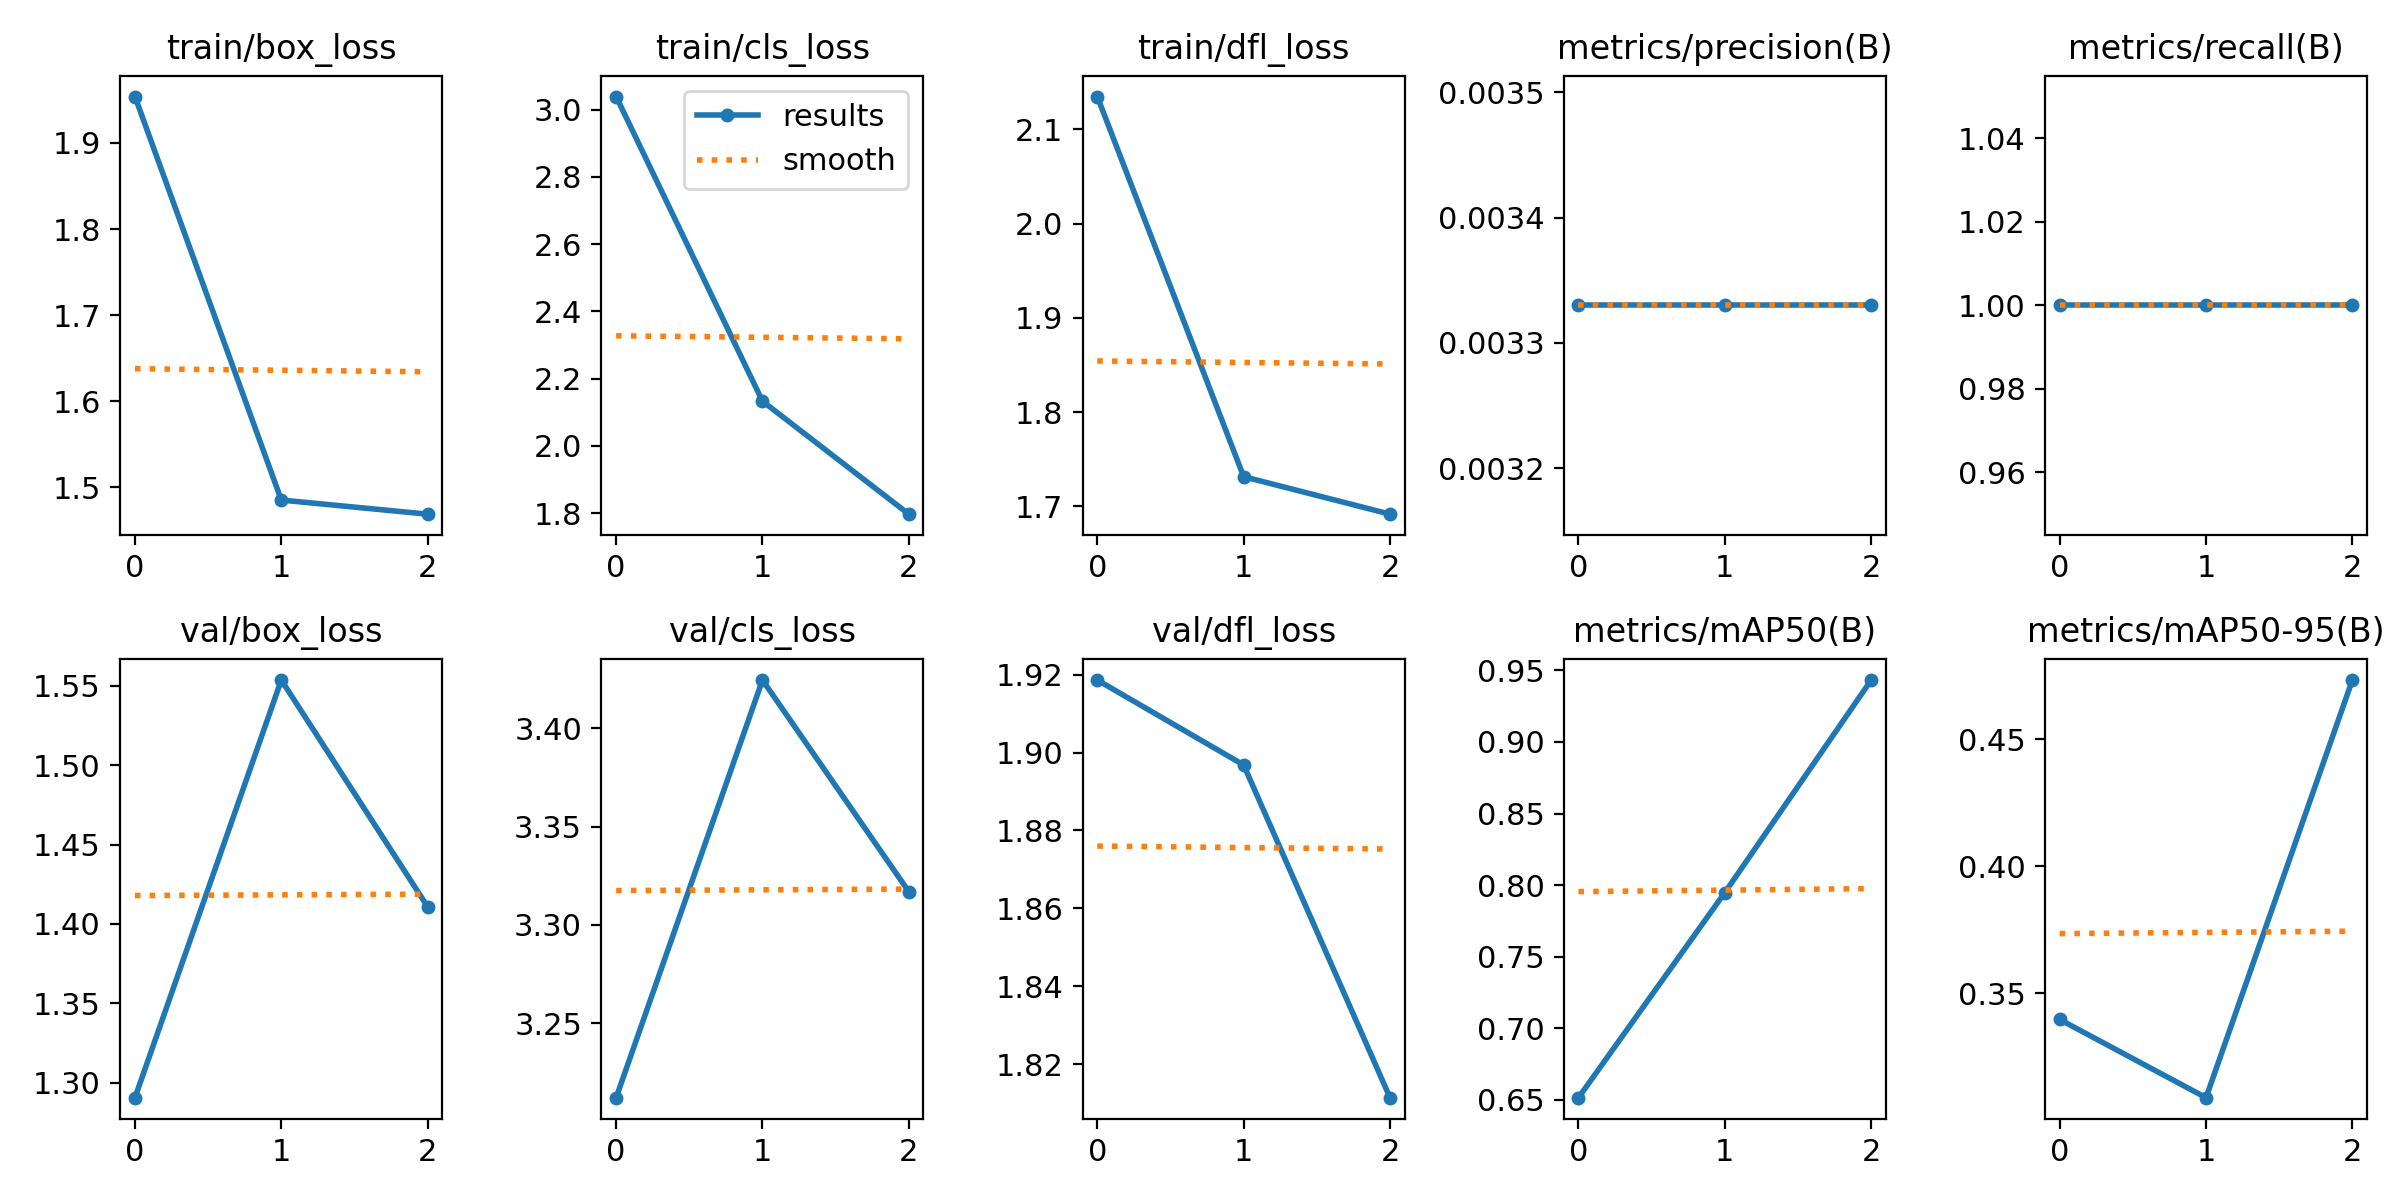 train/box_loss
1.9
1.8
1.7
1.6
1.5
0 1 2
train/cls_loss
3.0
2.8
2.6
2.4
2.2
2.0
1.8
results
smooth
0 1 2
train/dfl_loss
2.1
2.0
1.9
1.8
1.7
0 1 2
metrics/precision(B)
0.0035
0.0034
0.0033
0.0032
0 1 2
metrics/recall(B)
1.04
1.02
1.00
0.98
0.96
0 1 2
val/box_loss
1.55
1.50
1.45
1.40
1.35
1.30
0 1 2
val/cls_loss
3.40
3.35
3.30
3.25
0 1 2
val/dfl_loss
1.92
1.90
1.88
1.86
1.84
1.82
0 1 2
metrics/mAP50(B)
0.95
0.90
0.85
0.80
0.75
0.70
0.65
0 1 2
metrics/mAP50-95(B)
0.45
0.40
0.35
0 1 2